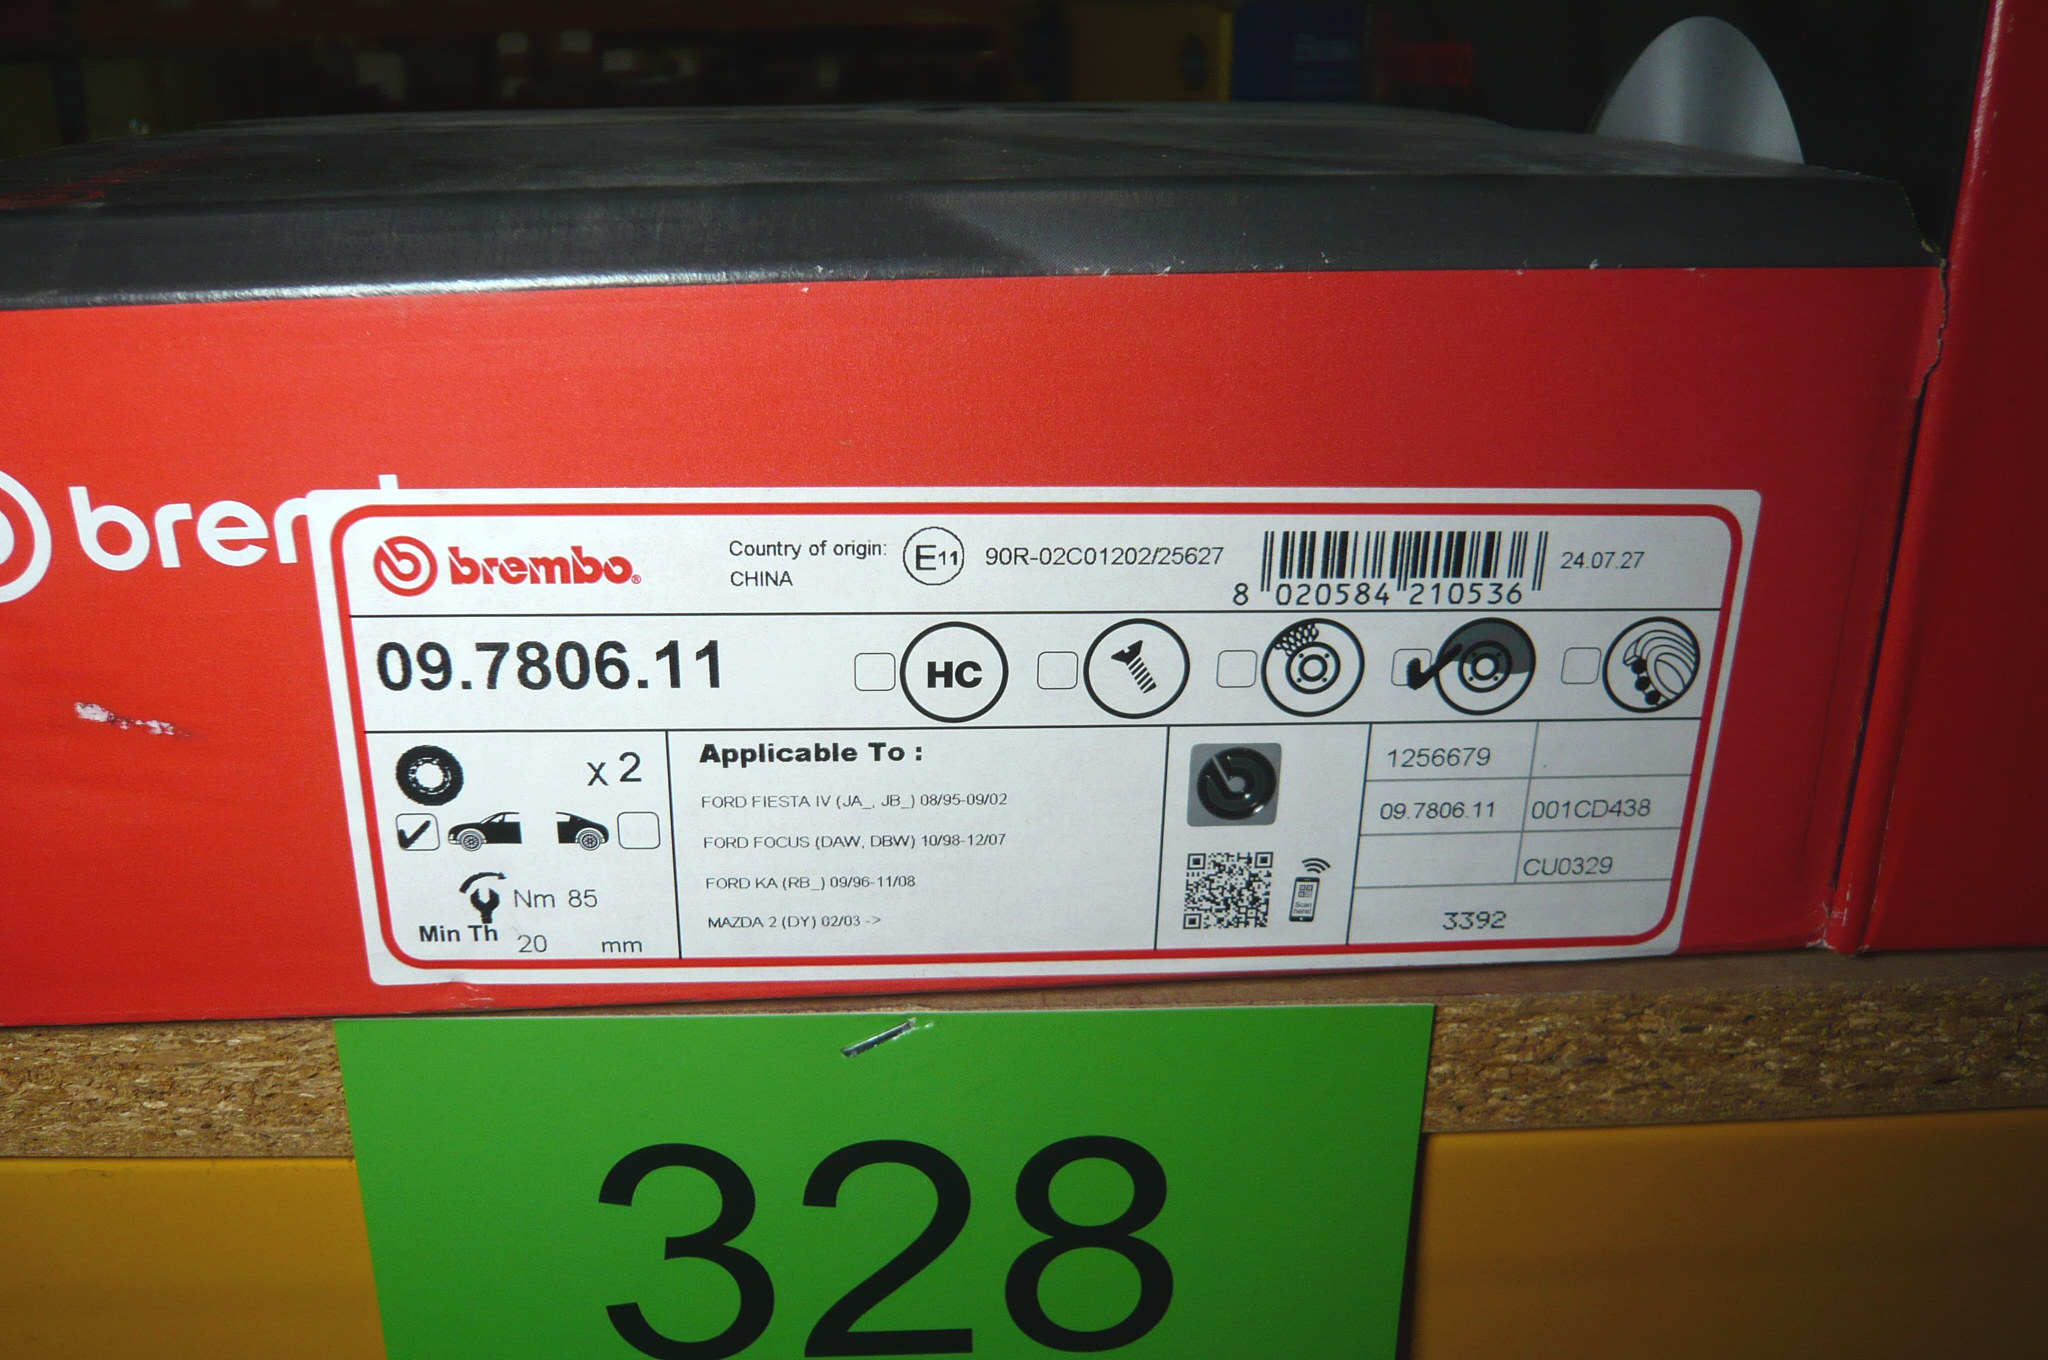 brem
brembo
Country of origin:
CHINA
E11
90R-02C01202/25627
8 020584 210536
24.07.27
09.7806.11
HC
x 2
Nm 85
Min Th 20 mm
Applicable To :
FORD FIESTA IV (JA_, JB_) 08/95-09/02
FORD FOCUS (DAW, DBW) 10/98-12/07
FORD KA (RB_) 09/96-11/08
MAZDA 2 (DY) 02/03 ->
Scan here!
1256679
09.7806.11 001CD438
CU0329
3392
328